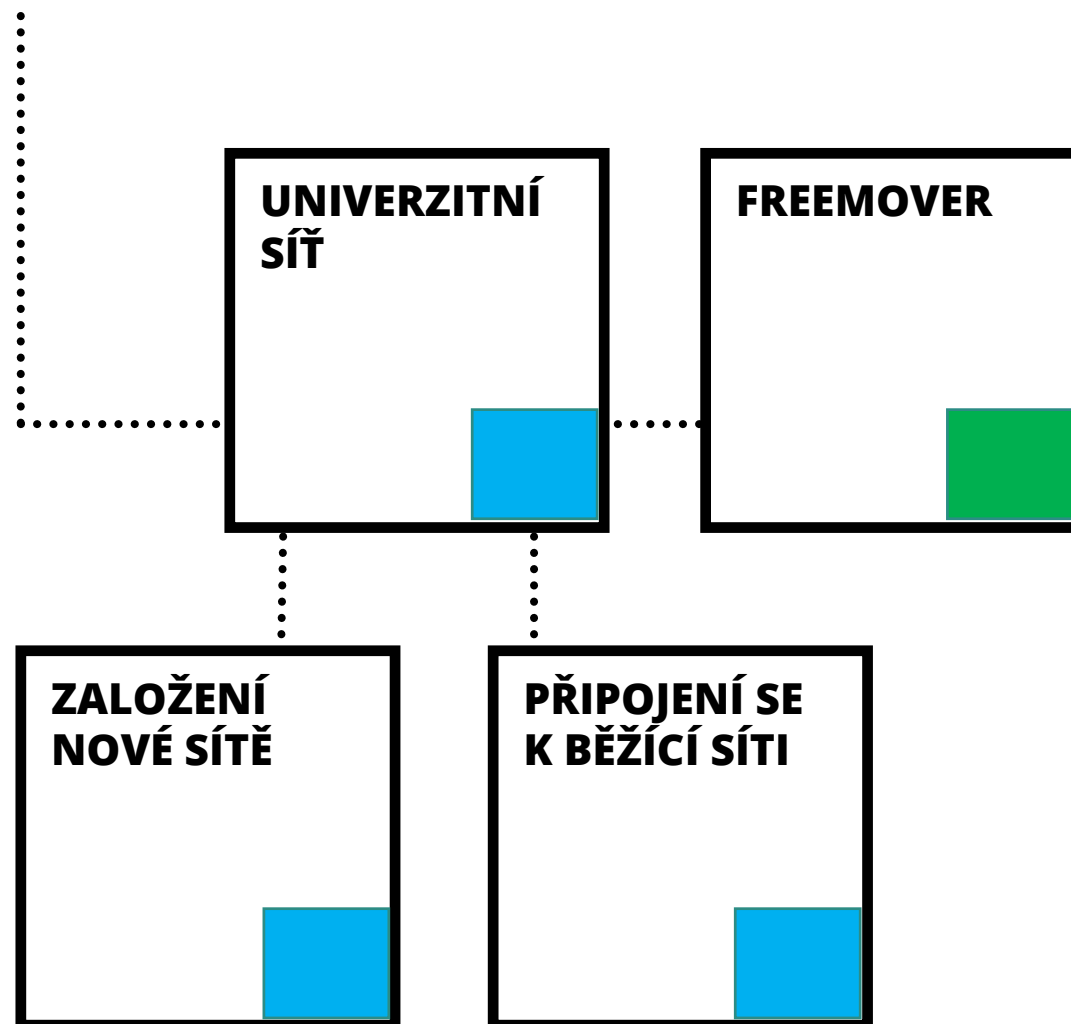 UNIVERZITNÍ
SÍŤ
FREEMOVER
ZALOŽENÍ
NOVÉ SÍTĚ
PŘIPOJENÍ SE
K BĚŽÍCÍ SÍTI